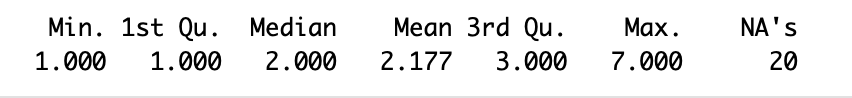 Min. 1st Qu. Median Mean 3rd Qu. Max. NA's
1.000 1.000 2.000 2.177 3.000 7.000 20